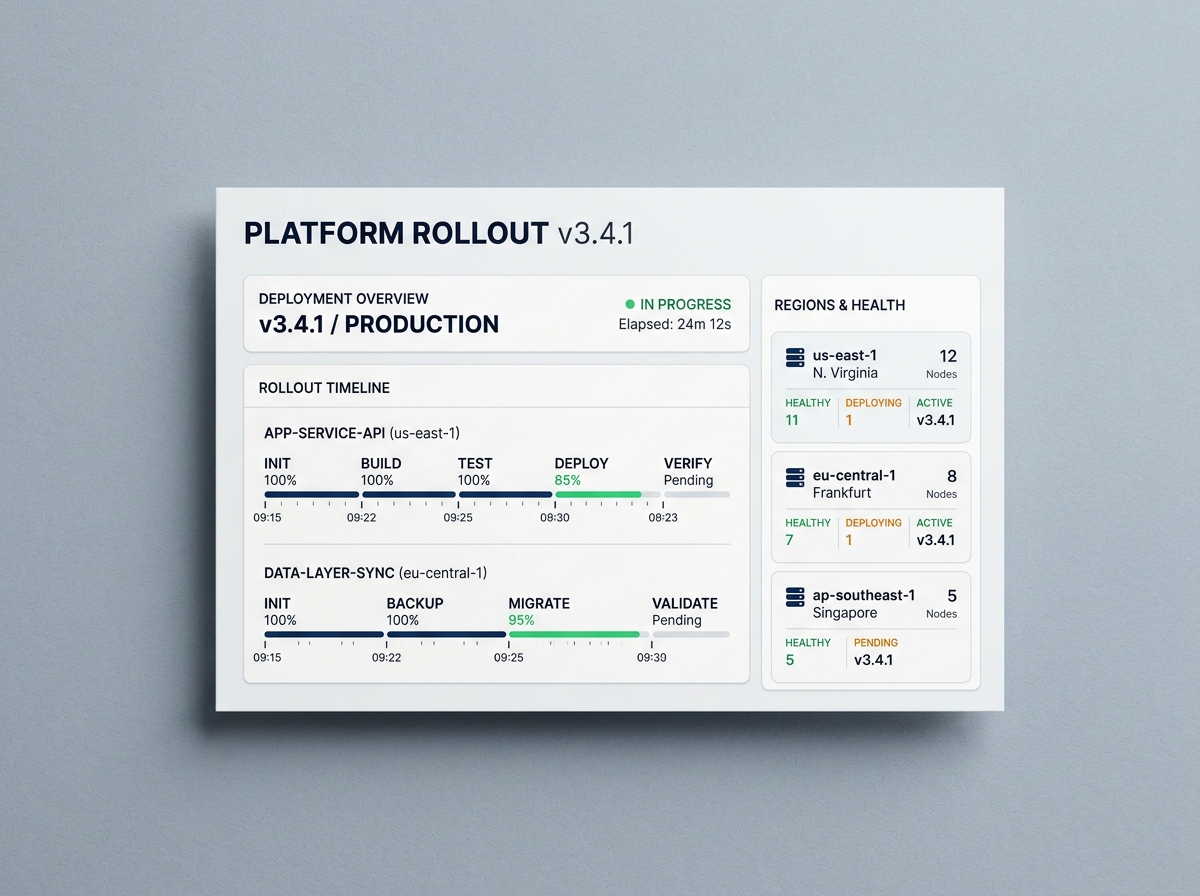 PLATFORM ROLLOUT v3.4.1
DEPLOYMENT OVERVIEW
v3.4.1 / PRODUCTION
IN PROGRESS
Elapsed: 24m 12s
ROLLOUT TIMELINE
APP-SERVICE-API (us-east-1)
INIT BUILD TEST DEPLOY VERIFY
100% 100% 100% 85% Pending
09:15 09:22 09:25 08:30 08:23
DATA-LAYER-SYNC (eu-central-1)
INIT BACKUP MIGRATE VALIDATE
100% 100% 95% Pending
09:15 09:22 09:25 09:39
REGIONS & HEALTH
us-east-1 12
N. Virginia Nodes
HEALTHY DEPLOYING ACTIVE
11 1 v3.4.1
eu-central-1 8
Frankfurt Nodes
HEALTHY DEPLOYING ACTIVE
7 1 v3.4.1
ap-southeast-1 5
Singapore Nodes
HEALTHY PENDING
5 v3.4.1